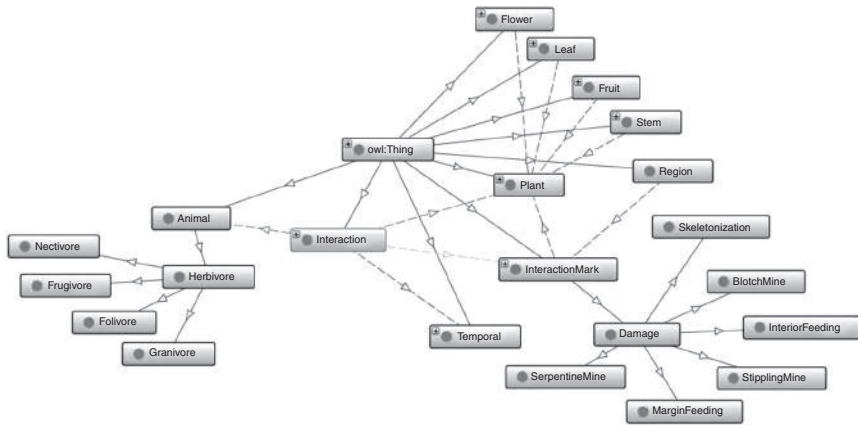 Flower
Leaf
Fruit
Stem
owl:Thing
Region
Plant
Animal
Skeletonization
Interaction
Nectivore
InteractionMark
Herbivore
BlotchMine
Frugivore
Folivore
Temporal
Damage
InteriorFeeding
Granivore
SerpentineMine
StipplingMine
MarginFeeding